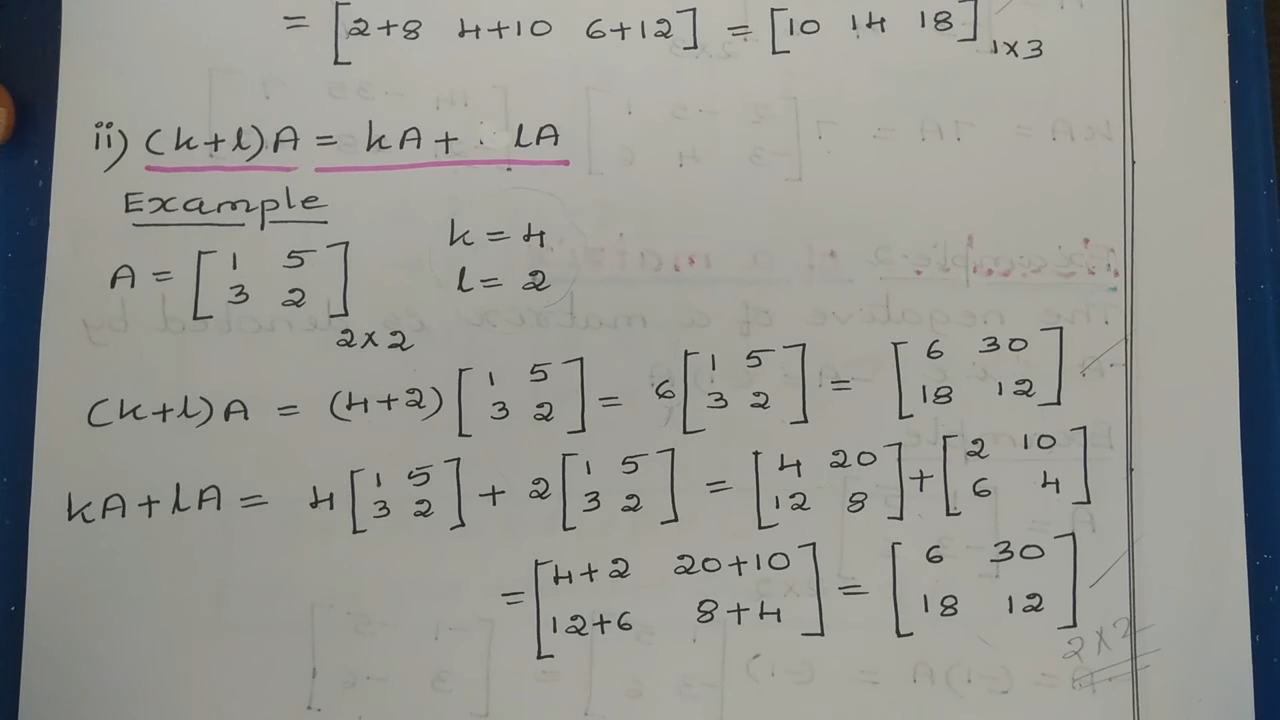 = [2+8 4+10 6+12] = [10 14 18] 1×3
ii) (k+l)A = kA + lA
Example
A = [1 5
3 2] 2×2
k = 4
l = 2
(k+l)A = (4+2) [1 5
3 2] = 6 [1 5
3 2] = [6 30
18 12]
kA+lA = 4 [1 5
3 2] + 2 [1 5
3 2] = [4 20
12 8] + [2 10
6 4]
= [4+2 20+10
12+6 8+4] = [6 30
18 12]
2×2